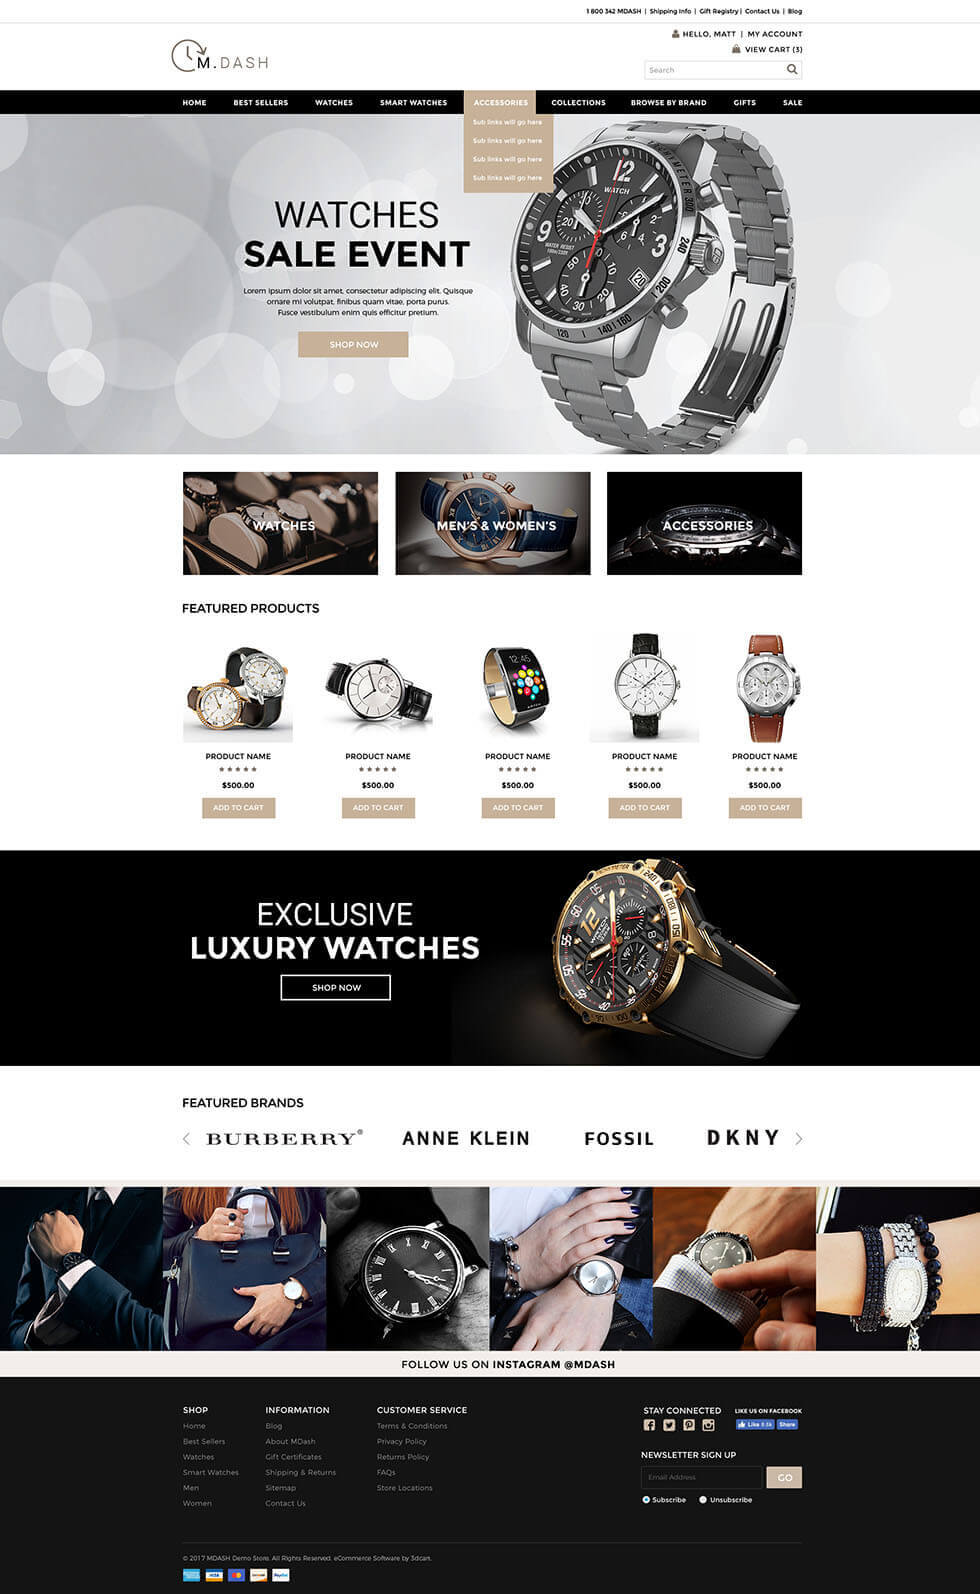 1 800 342 MDASH | Shipping Info | Gift Registry | Contact Us | Blog
HELLO, MATT | MY ACCOUNT
VIEW CART (3)
M.DASH
Search
HOME BEST SELLERS WATCHES SMART WATCHES ACCESSORIES COLLECTIONS BROWSE BY BRAND GIFTS SALE
Sub links will go here
Sub links will go here
Sub links will go here
Sub links will go here
WATCHES
SALE EVENT
Lorem ipsum dolor sit amet, consectetur adipiscing elit. Quisque
ornare mi volutpat, finibus quam vitae, porta purus.
Fusce vestibulum enim quis efficitur pretium.
SHOP NOW
12
WATCH
WATER RESIST
WATCHES MEN'S & WOMEN'S ACCESSORIES
FEATURED PRODUCTS
12:45
PRODUCT NAME PRODUCT NAME PRODUCT NAME PRODUCT NAME PRODUCT NAME
$500.00 $500.00 $500.00 $500.00 $500.00
ADD TO CART ADD TO CART ADD TO CART ADD TO CART ADD TO CART
EXCLUSIVE
LUXURY WATCHES
SHOP NOW
FEATURED BRANDS
BURBERRY® ANNE KLEIN FOSSIL DKNY
FOLLOW US ON INSTAGRAM @MDASH
SHOP
Home
Best Sellers
Watches
Smart Watches
Men
Women
INFORMATION
Blog
About MDash
Gift Certificates
Shipping & Returns
Sitemap
Contact Us
CUSTOMER SERVICE
Terms & Conditions
Privacy Policy
Returns Policy
FAQs
Store Locations
STAY CONNECTED
LIKE US ON FACEBOOK
Like Share
NEWSLETTER SIGN UP
Email Address GO
Subscribe Unsubscribe
© 2017 MDASH Demo Store. All Rights Reserved. eCommerce Software by 3dcart.
VISA PayPal